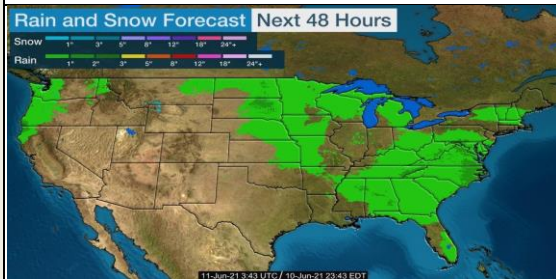 Rain and Snow Forecast Next 48 Hours
Snow 1" 3" 5" 8" 12" 18" 24"+
Rain 1" 2" 3" 5" 8" 12" 18" 24"+
11-Jun-21 3:43 UTC / 10-Jun-21 23:43 EDT